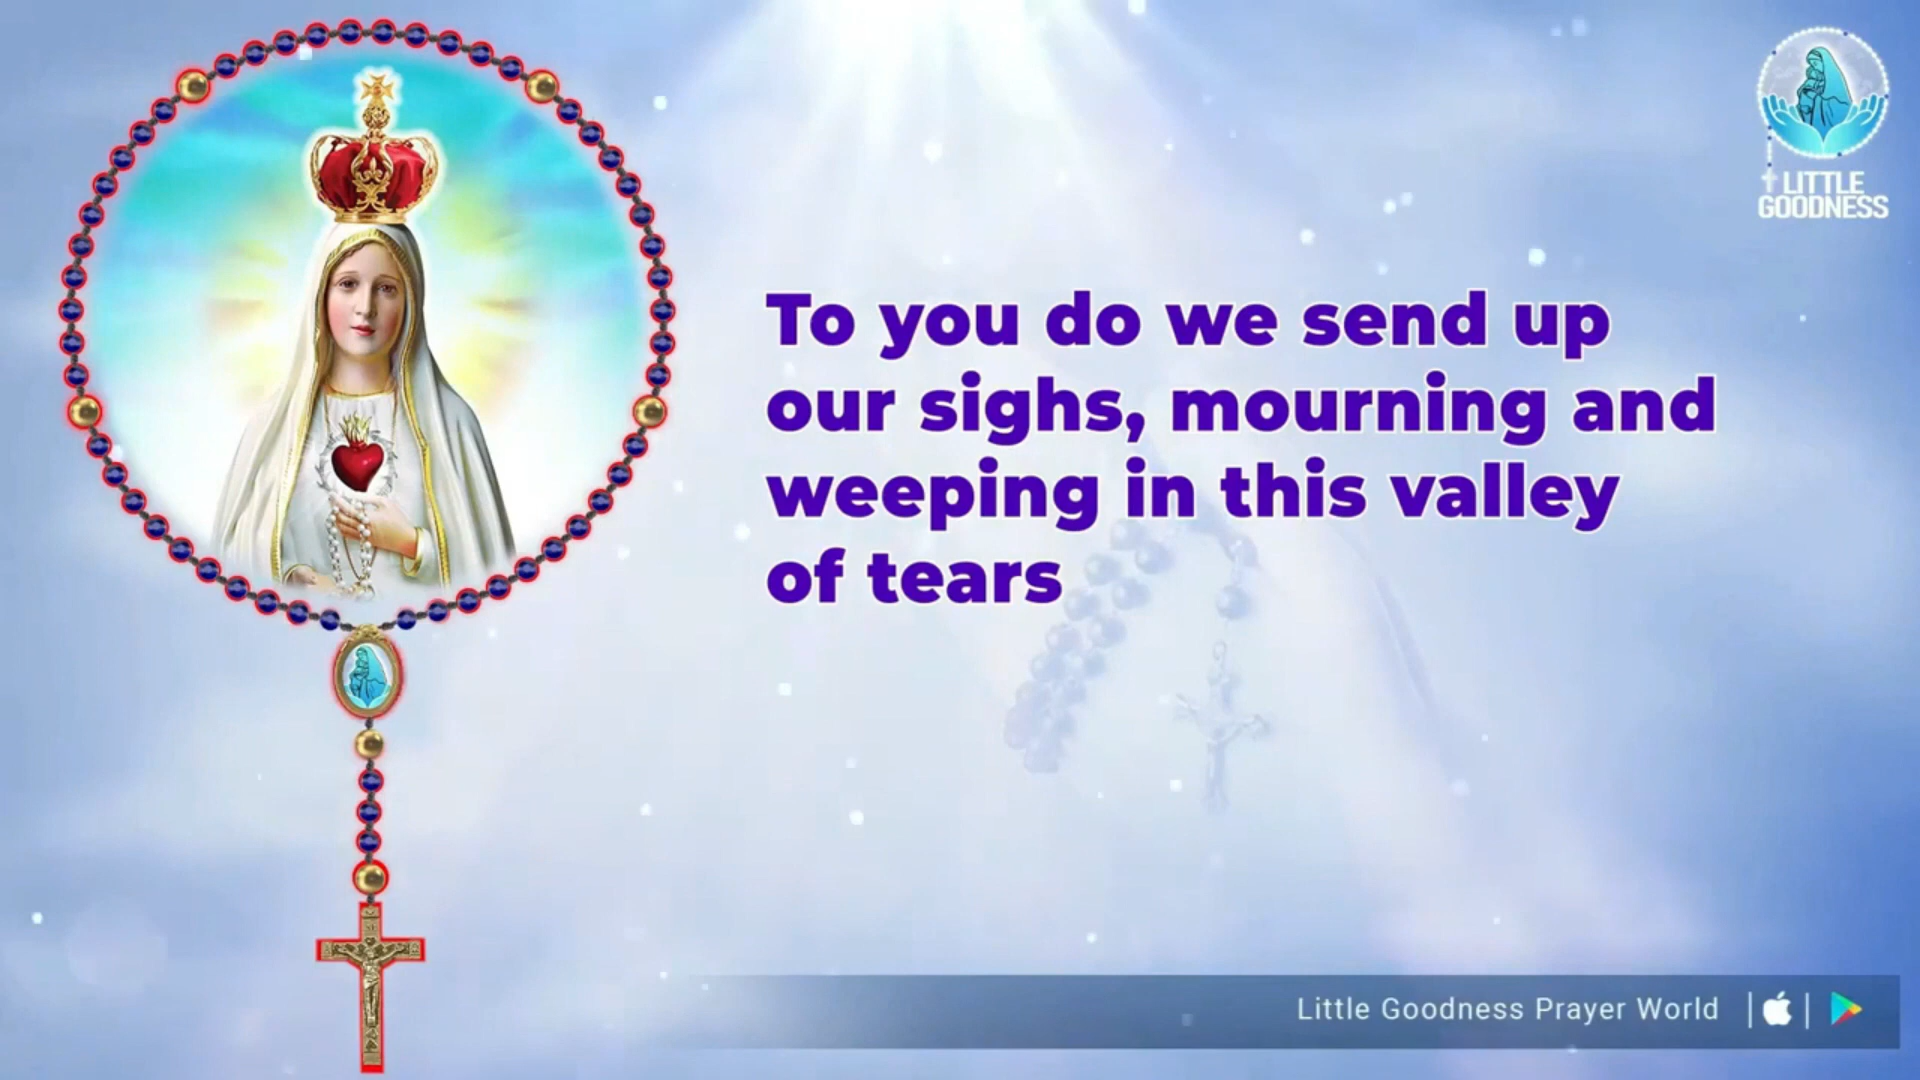 To you do we send up
our sighs, mourning and
weeping in this valley
of tears
LITTLE
GOODNESS
Little Goodness Prayer World